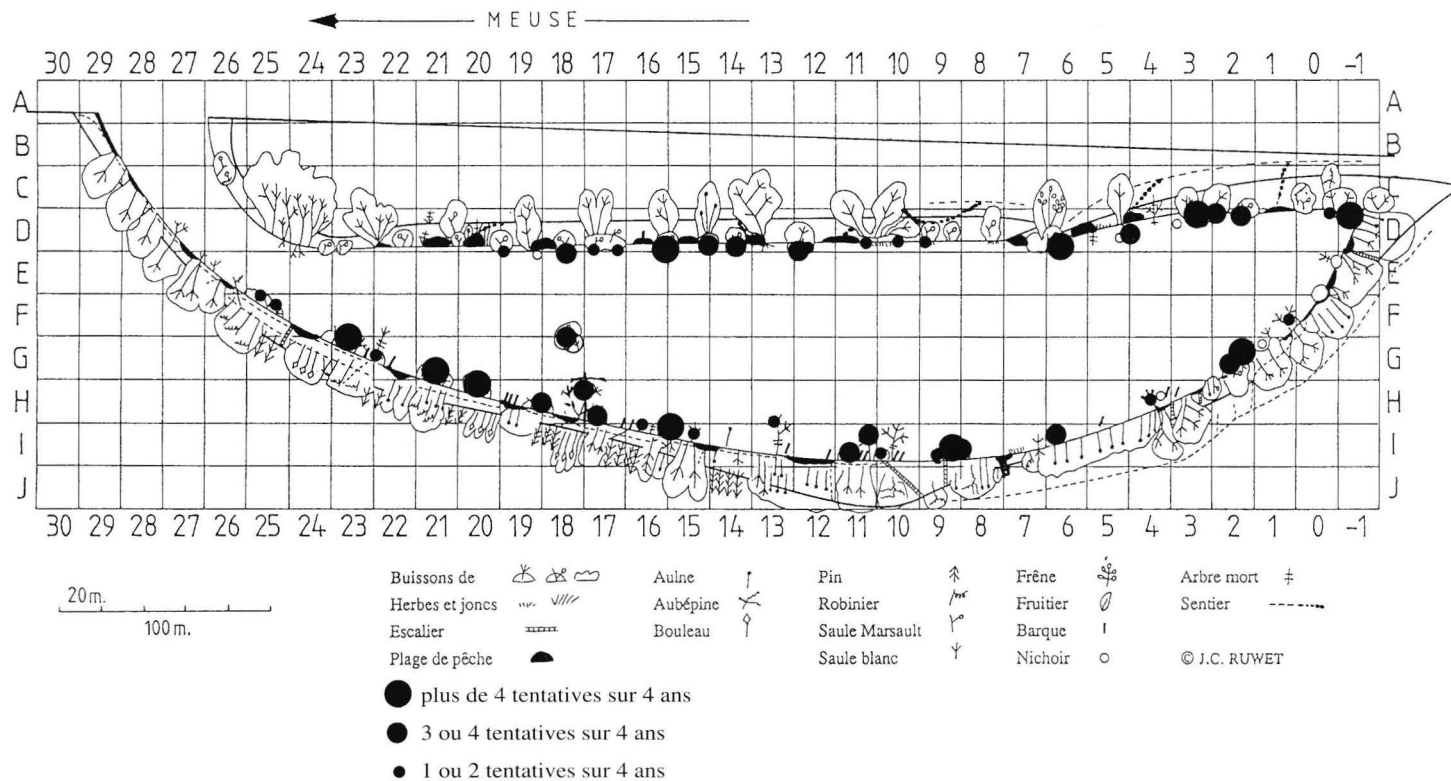 MEUSE
30 29 28 27 26 25 24 23 22 21 20 19 18 17 16 15 14 13 12 11 10 9 8 7 6 5 4 3 2 1 0 -1
A A
B B
C C
D D
E E
F F
G G
H H
I I
J J
30 29 28 27 26 25 24 23 22 21 20 19 18 17 16 15 14 13 12 11 10 9 8 7 6 5 4 3 2 1 0 -1
20 m.
100 m.
Buissons de
Herbes et joncs
Escalier
Plage de pêche
Aulne
Aubépine
Bouleau
Pin
Robinier
Saule Marsault
Saule blanc
Frêne
Fruitier
Barque
Nichoir
Arbre mort
Sentier
© J.C. RUWET
plus de 4 tentatives sur 4 ans
3 ou 4 tentatives sur 4 ans
1 ou 2 tentatives sur 4 ans